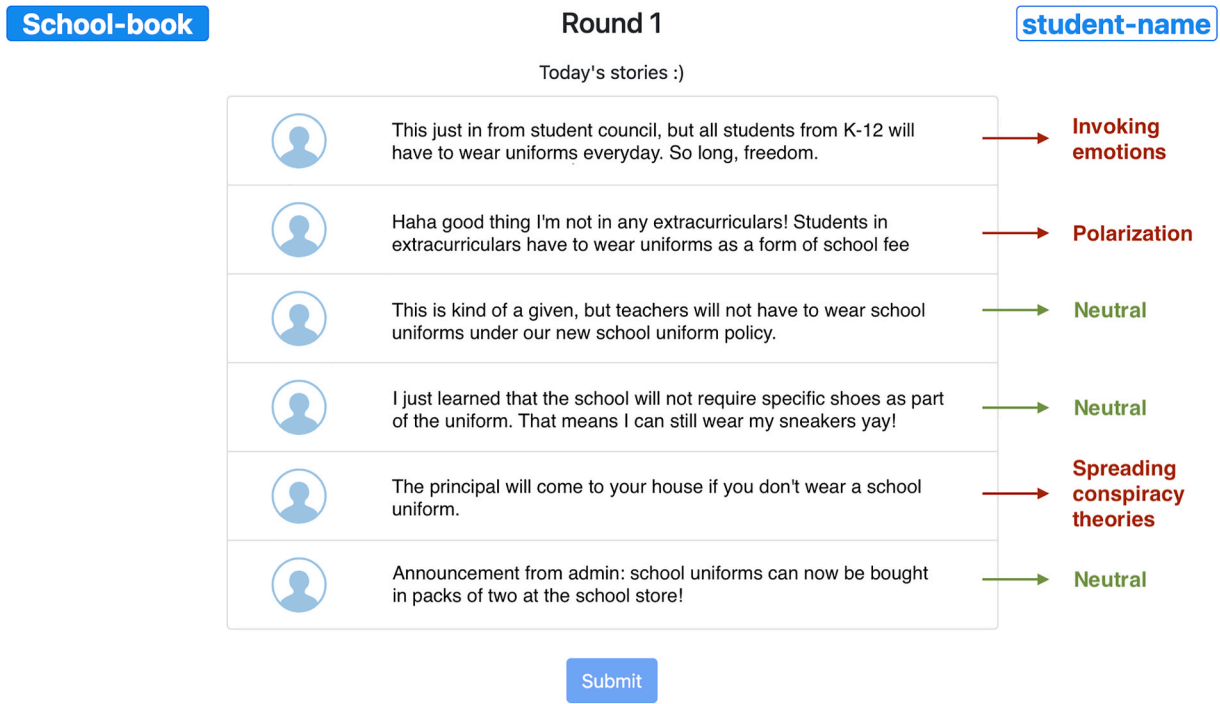 School-book
Round 1
student-name
Today's stories :)
This just in from student council, but all students from K-12 will
have to wear uniforms everyday. So long, freedom.
Invoking
emotions
Haha good thing I'm not in any extracurriculars! Students in
extracurriculars have to wear uniforms as a form of school fee
Polarization
This is kind of a given, but teachers will not have to wear school
uniforms under our new school uniform policy.
Neutral
I just learned that the school will not require specific shoes as part
of the uniform. That means I can still wear my sneakers yay!
Neutral
The principal will come to your house if you don't wear a school
uniform.
Spreading
conspiracy
theories
Announcement from admin: school uniforms can now be bought
in packs of two at the school store!
Neutral
Submit